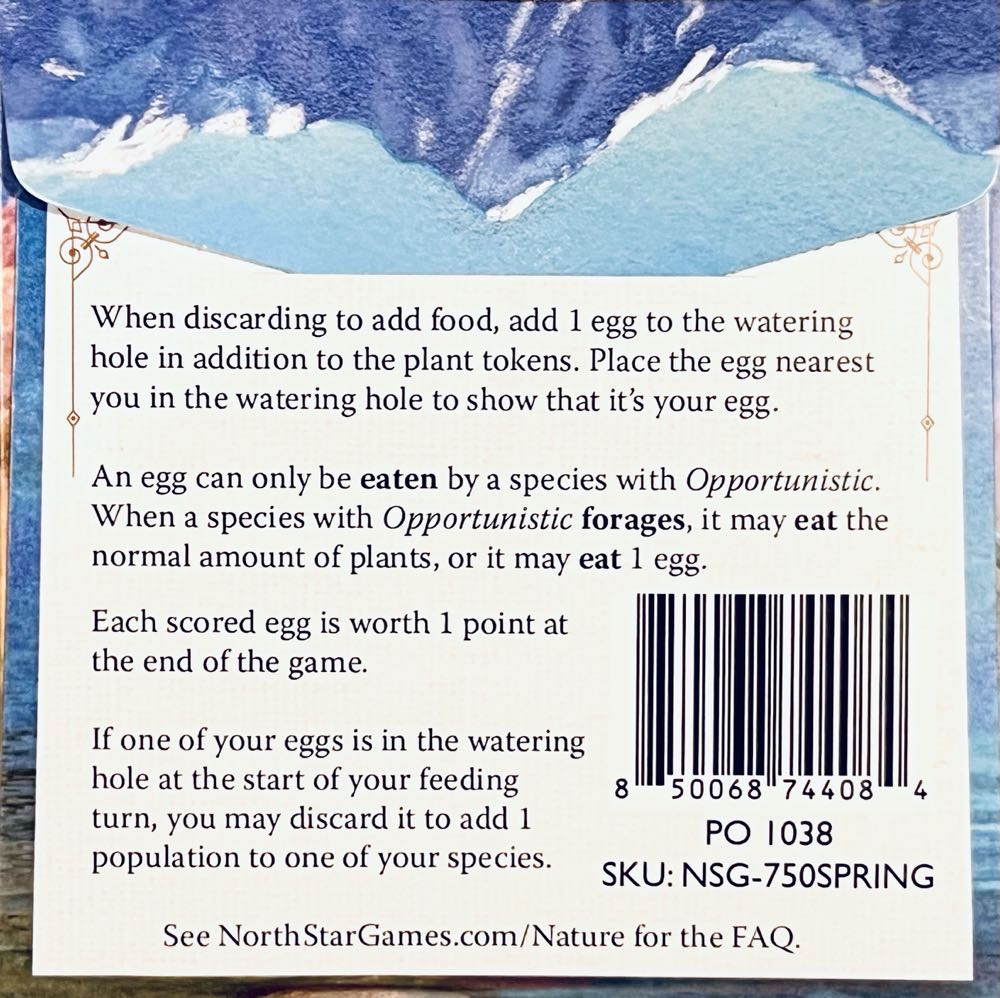 When discarding to add food, add 1 egg to the watering
hole in addition to the plant tokens. Place the egg nearest
you in the watering hole to show that it's your egg.
An egg can only be eaten by a species with Opportunistic.
When a species with Opportunistic forages, it may eat the
normal amount of plants, or it may eat 1 egg.
Each scored egg is worth 1 point at
the end of the game.
If one of your eggs is in the watering
hole at the start of your feeding
turn, you may discard it to add 1
population to one of your species.
8 50068 74408 4
PO 1038
SKU: NSG-750SPRING
See NorthStarGames.com/Nature for the FAQ.